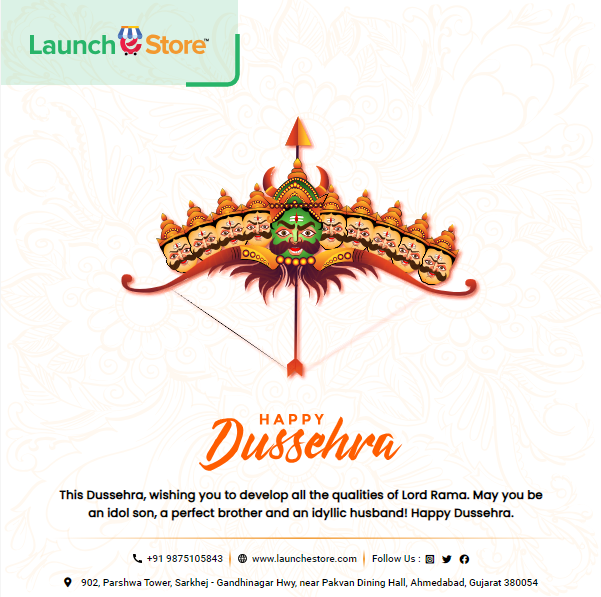 Launch e Store™
HAPPY
Dussehra
This Dussehra, wishing you to develop all the qualities of Lord Rama. May you be
an idol son, a perfect brother and an idyllic husband! Happy Dussehra.
+91 9875105843 | www.launchestore.com | Follow Us :
902, Parshwa Tower, Sarkhej - Gandhinagar Hwy, near Pakvan Dining Hall, Ahmedabad, Gujarat 380054